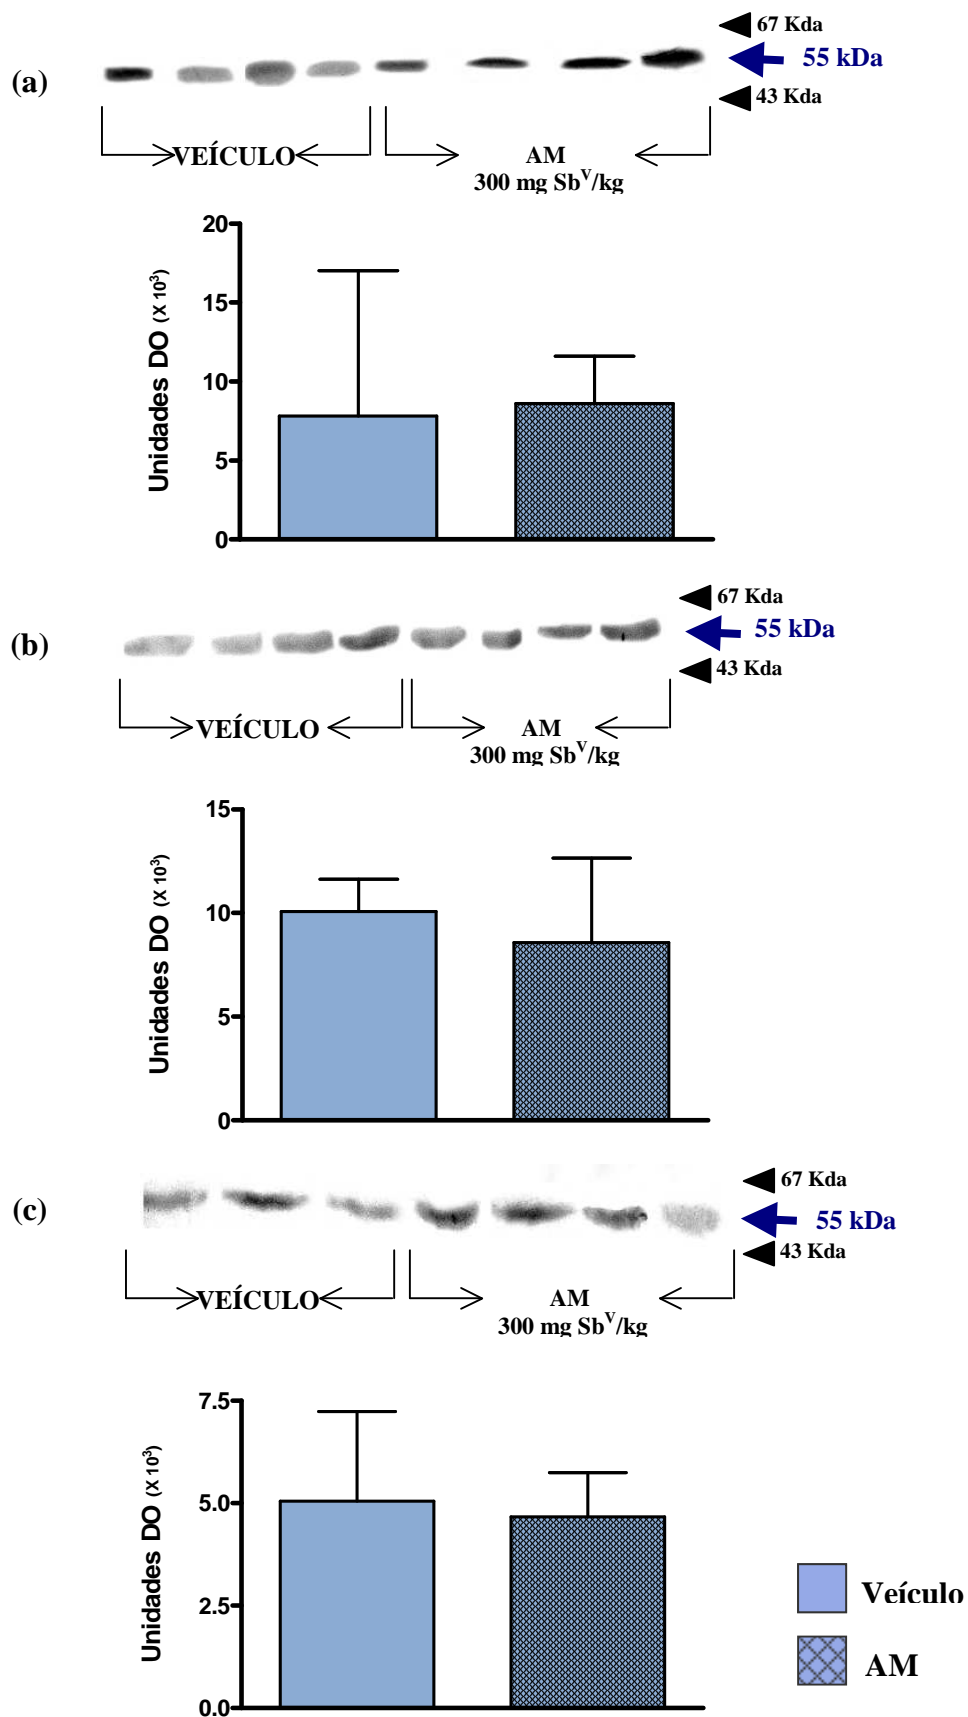 67 Kda
(a)
55 kDa
43 Kda
VEÍCULO
AM
300 mg Sb^V/kg
20
15
10
5
0
Unidades DO (X 10³)
67 Kda
(b)
55 kDa
43 Kda
VEÍCULO
AM
300 mg Sb^V/kg
15
10
5
0
Unidades DO (X 10³)
67 Kda
(c)
55 kDa
43 Kda
VEÍCULO
AM
300 mg Sb^V/kg
7.5
5.0
2.5
0.0
Unidades DO (X 10³)
Veículo
AM